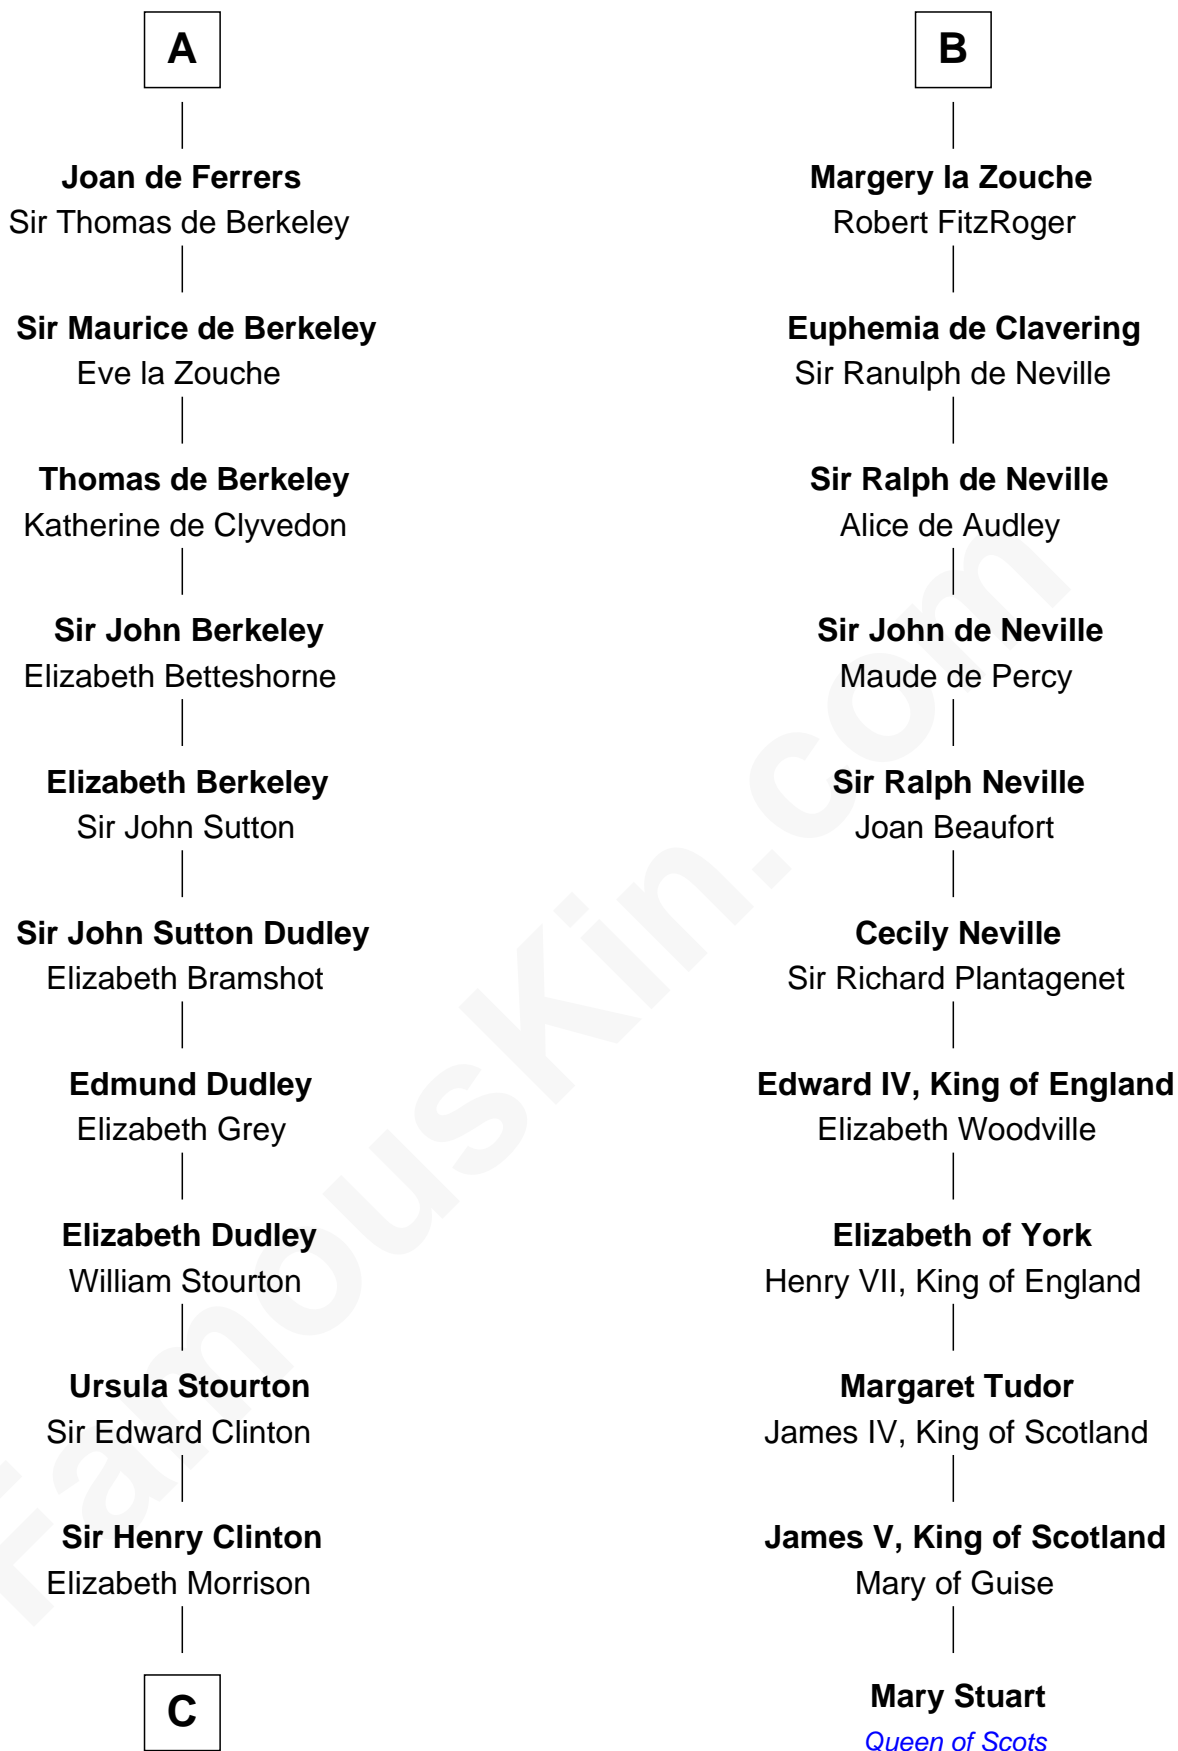 A
Joan de Ferrers
Sir Thomas de Berkeley
Sir Maurice de Berkeley
Eve la Zouche
Thomas de Berkeley
Katherine de Clyvedon
Sir John Berkeley
Elizabeth Betteshorne
Elizabeth Berkeley
Sir John Sutton
Sir John Sutton Dudley
Elizabeth Bramshot
Edmund Dudley
Elizabeth Grey
Elizabeth Dudley
William Stourton
Ursula Stourton
Sir Edward Clinton
Sir Henry Clinton
Elizabeth Morrison
C
B
Margery la Zouche
Robert FitzRoger
Euphemia de Clavering
Sir Ranulph de Neville
Sir Ralph de Neville
Alice de Audley
Sir John de Neville
Maude de Percy
Sir Ralph Neville
Joan Beaufort
Cecily Neville
Sir Richard Plantagenet
Edward IV, King of England
Elizabeth Woodville
Elizabeth of York
Henry VII, King of England
Margaret Tudor
James IV, King of Scotland
James V, King of Scotland
Mary of Guise
Mary Stuart
Queen of Scots
FamousKin.com